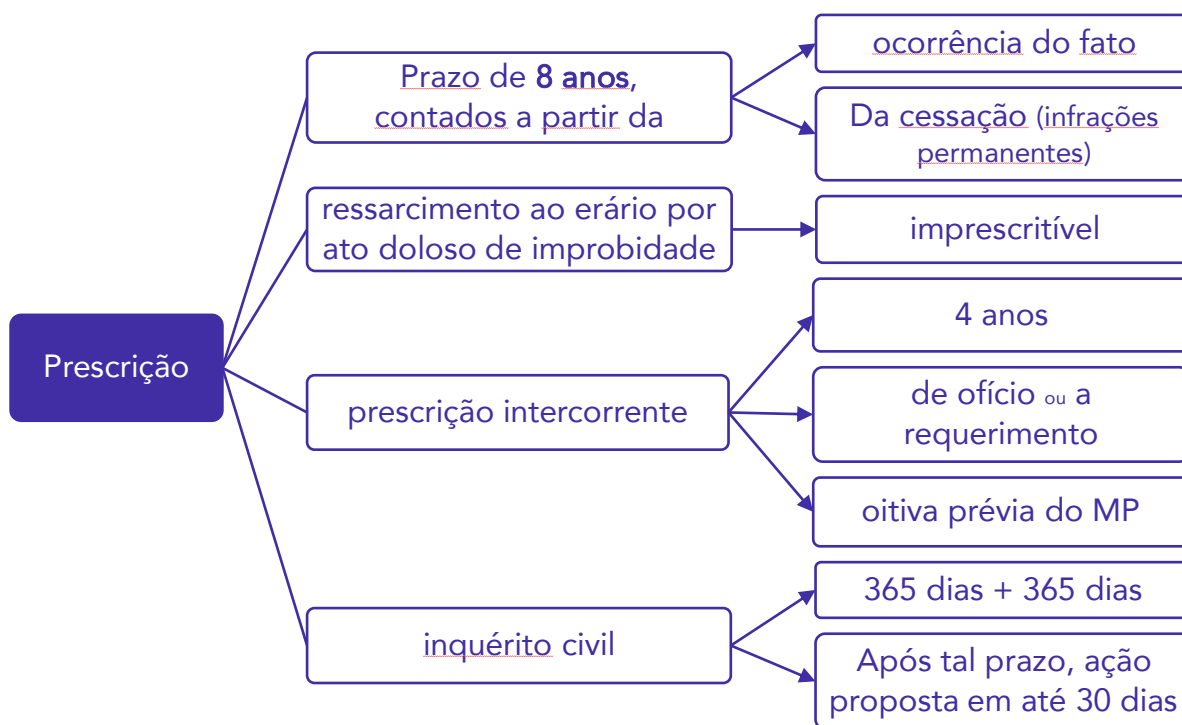 Prescrição
Prazo de 8 anos,
contados a partir da
ocorrência do fato
Da cessação (infrações
permanentes)
ressarcimento ao erário por
ato doloso de improbidade
imprescritível
prescrição intercorrente
4 anos
de ofício ou a
requerimento
oitiva prévia do MP
inquérito civil
365 dias + 365 dias
Após tal prazo, ação
proposta em até 30 dias